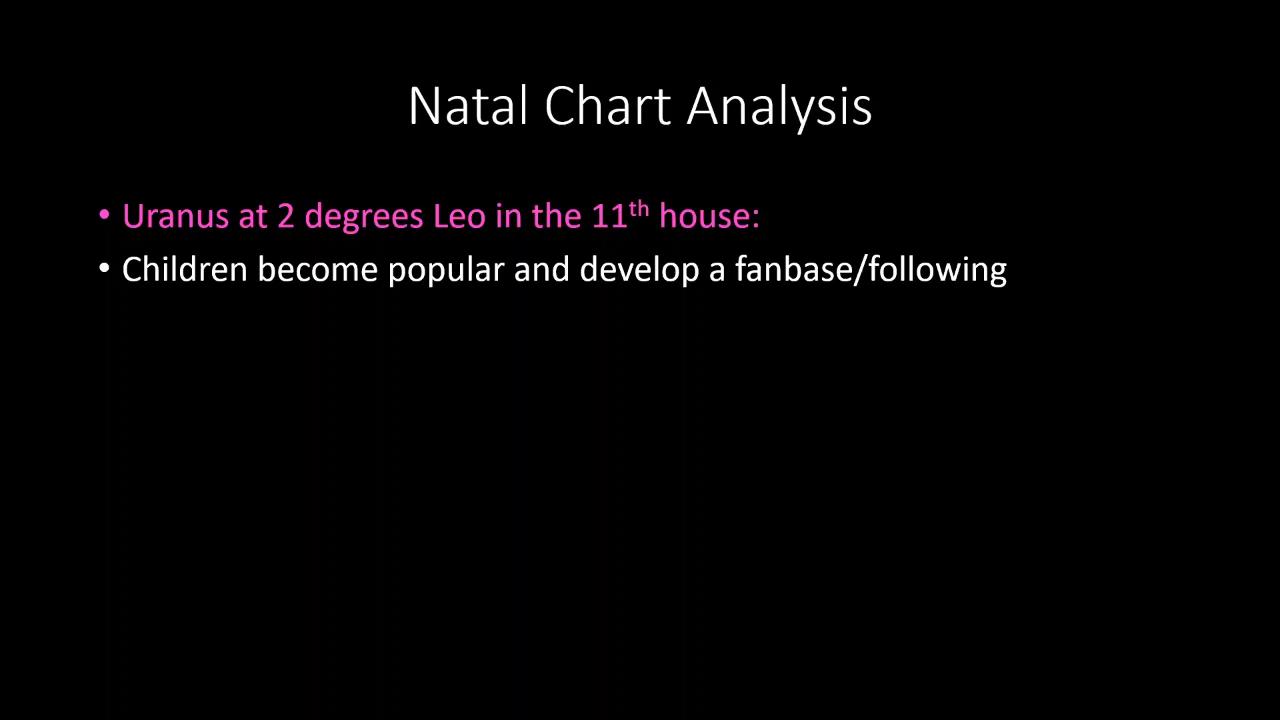 Natal Chart Analysis
• Uranus at 2 degrees Leo in the 11th house:
• Children become popular and develop a fanbase/following